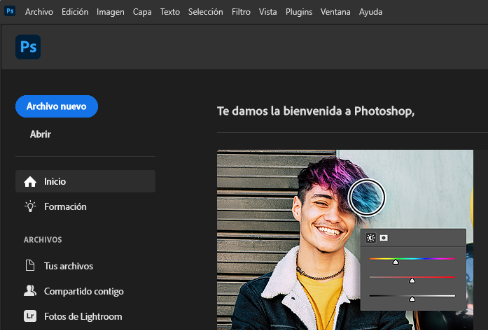 Ps Archivo Edición Imagen Capa Texto Selección Filtro Vista Plugins Ventana Ayuda
Ps
Archivo nuevo
Te damos la bienvenida a Photoshop,
Abrir
Inicio
Formación
ARCHIVOS
Tus archivos
Compartido contigo
Lr Fotos de Lightroom